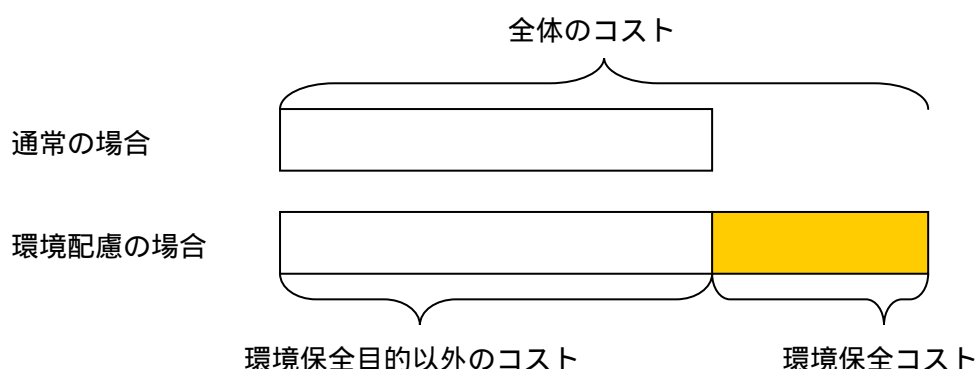 全体のコスト
通常の場合
環境配慮の場合
環境保全目的以外のコスト
環境保全コスト